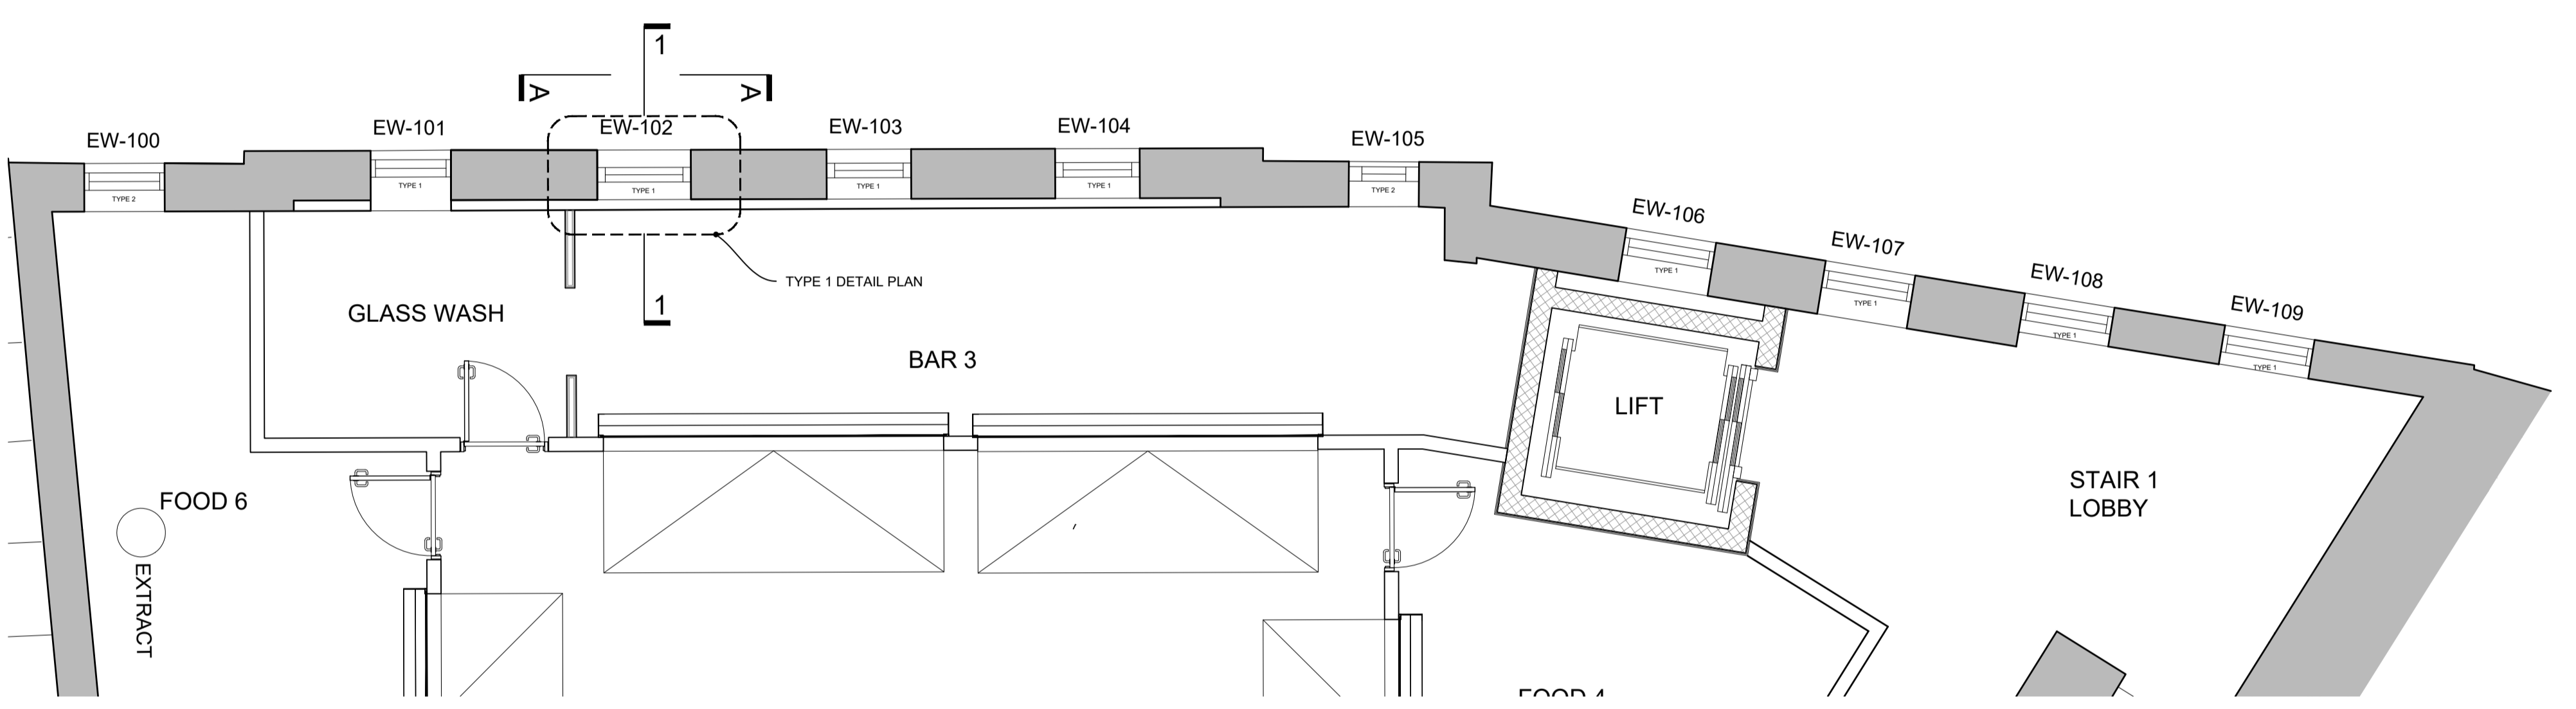 1
A A
EW-100
EW-101
EW-102
EW-103
EW-104
EW-105
TYPE 2
TYPE 1
TYPE 1
TYPE 1
TYPE 1
TYPE 2
EW-106
EW-107
EW-108
EW-109
TYPE 1
TYPE 1
TYPE 1
TYPE 1
TYPE 1 DETAIL PLAN
1
GLASS WASH
BAR 3
LIFT
STAIR 1
LOBBY
FOOD 6
EXTRACT
FOOD 4